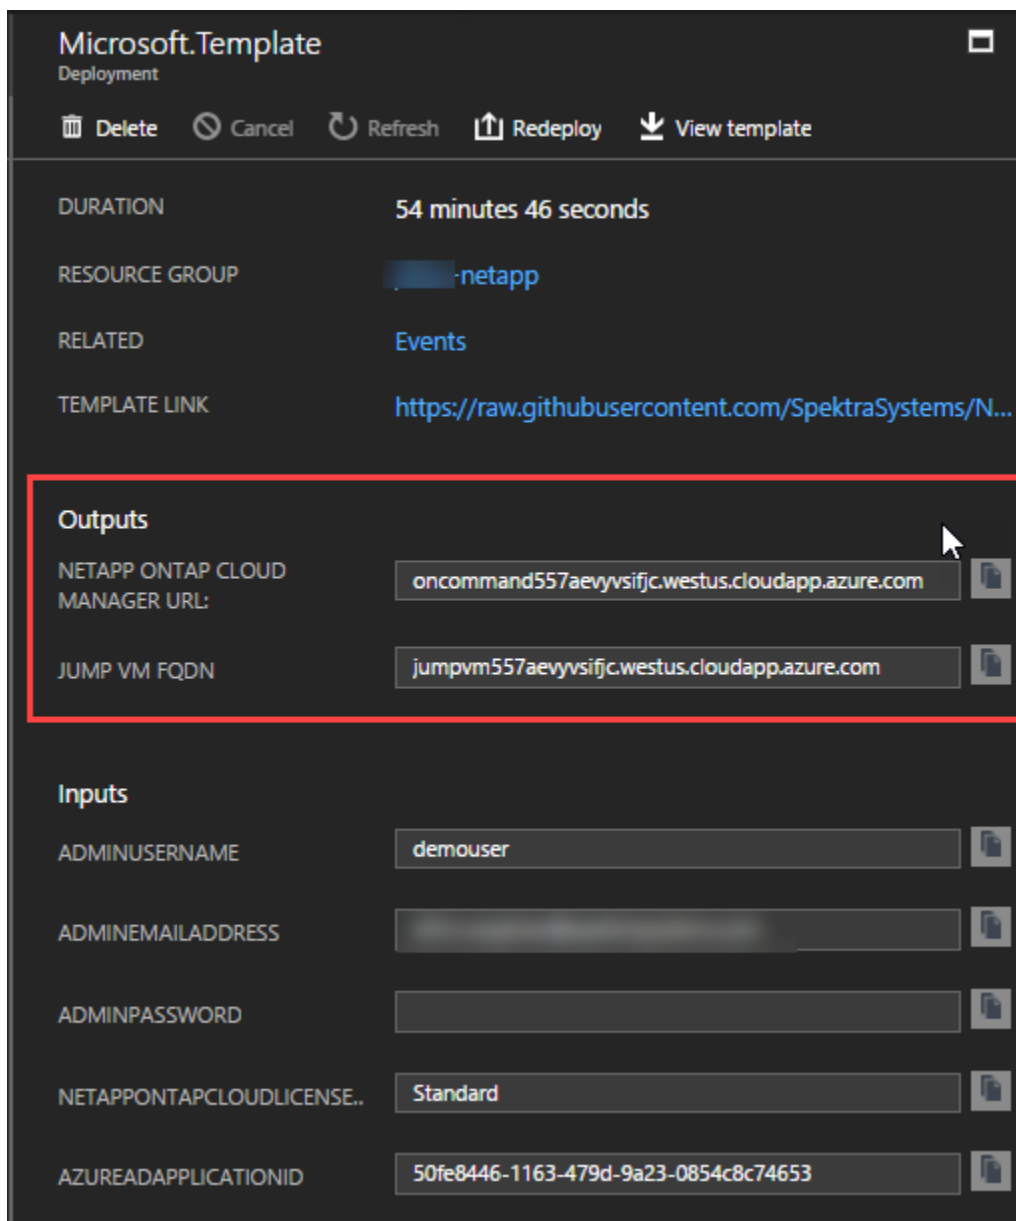 Microsoft.Template
Deployment
Delete Cancel Refresh Redeploy View template
DURATION 54 minutes 46 seconds
RESOURCE GROUP -netapp
RELATED Events
TEMPLATE LINK https://raw.githubusercontent.com/SpektraSystems/N...
Outputs
NETAPP ONTAP CLOUD
MANAGER URL: oncommand557aevyvsifjc.westus.cloudapp.azure.com
JUMP VM FQDN jumpvm557aevyvsifjc.westus.cloudapp.azure.com
Inputs
ADMINUSERNAME demouser
ADMINEMAILADDRESS
ADMINPASSWORD
NETAPPONTAPCLOUDLICENSE.. Standard
AZUREADAPPLICATIONID 50fe8446-1163-479d-9a23-0854c8c74653